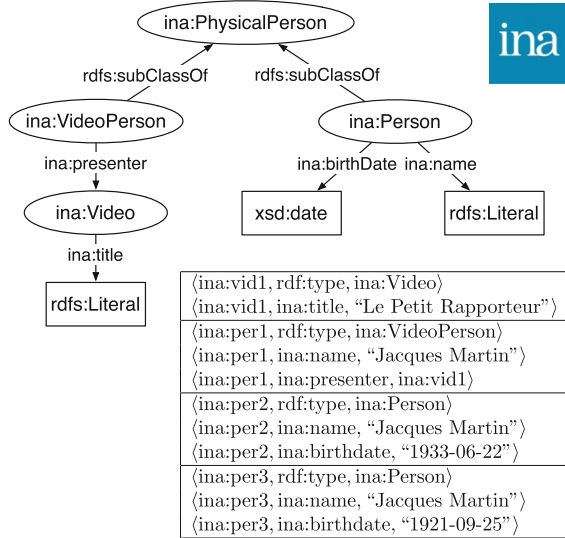 ina:PhysicalPerson
ina
rdfs:subClassOf
rdfs:subClassOf
ina:VideoPerson
ina:Person
ina:presenter
ina:birthDate
ina:name
ina:Video
xsd:date
rdfs:Literal
ina:title
rdfs:Literal
⟨ina:vid1, rdf:type, ina:Video⟩
⟨ina:vid1, ina:title, “Le Petit Rapporteur”⟩
⟨ina:per1, rdf:type, ina:VideoPerson⟩
⟨ina:per1, ina:name, “Jacques Martin”⟩
⟨ina:per1, ina:presenter, ina:vid1⟩
⟨ina:per2, rdf:type, ina:Person⟩
⟨ina:per2, ina:name, “Jacques Martin”⟩
⟨ina:per2, ina:birthdate, “1933-06-22”⟩
⟨ina:per3, rdf:type, ina:Person⟩
⟨ina:per3, ina:name, “Jacques Martin”⟩
⟨ina:per3, ina:birthdate, “1921-09-25”⟩